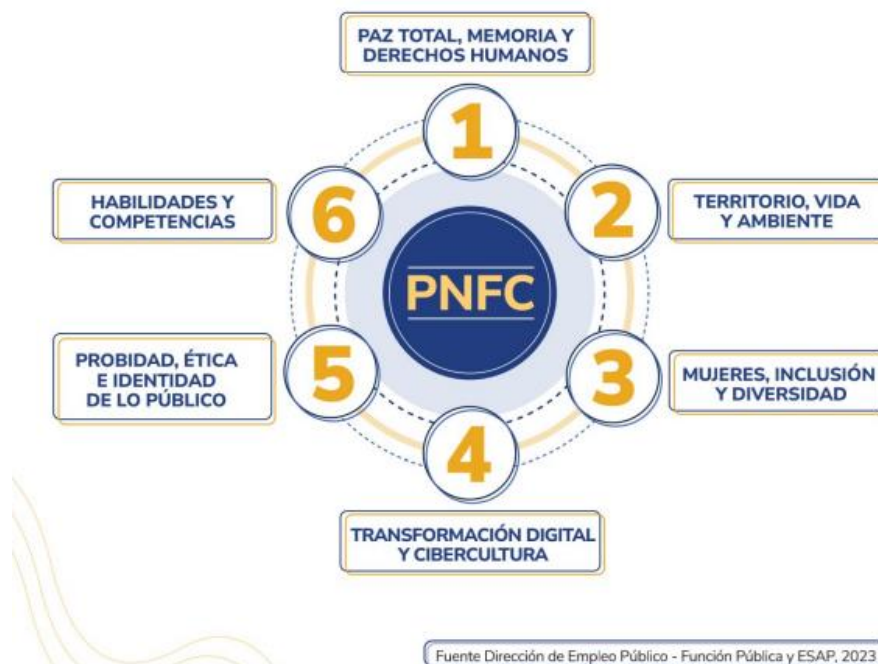 PAZ TOTAL, MEMORIA Y
DERECHOS HUMANOS
1
2
TERRITORIO, VIDA
Y AMBIENTE
3
MUJERES, INCLUSIÓN
Y DIVERSIDAD
4
TRANSFORMACIÓN DIGITAL
Y CIBERCULTURA
5
PROBIDAD, ÉTICA
E IDENTIDAD
DE LO PÚBLICO
6
HABILIDADES Y
COMPETENCIAS
PNFC
Fuente Dirección de Empleo Público - Función Pública y ESAP, 2023